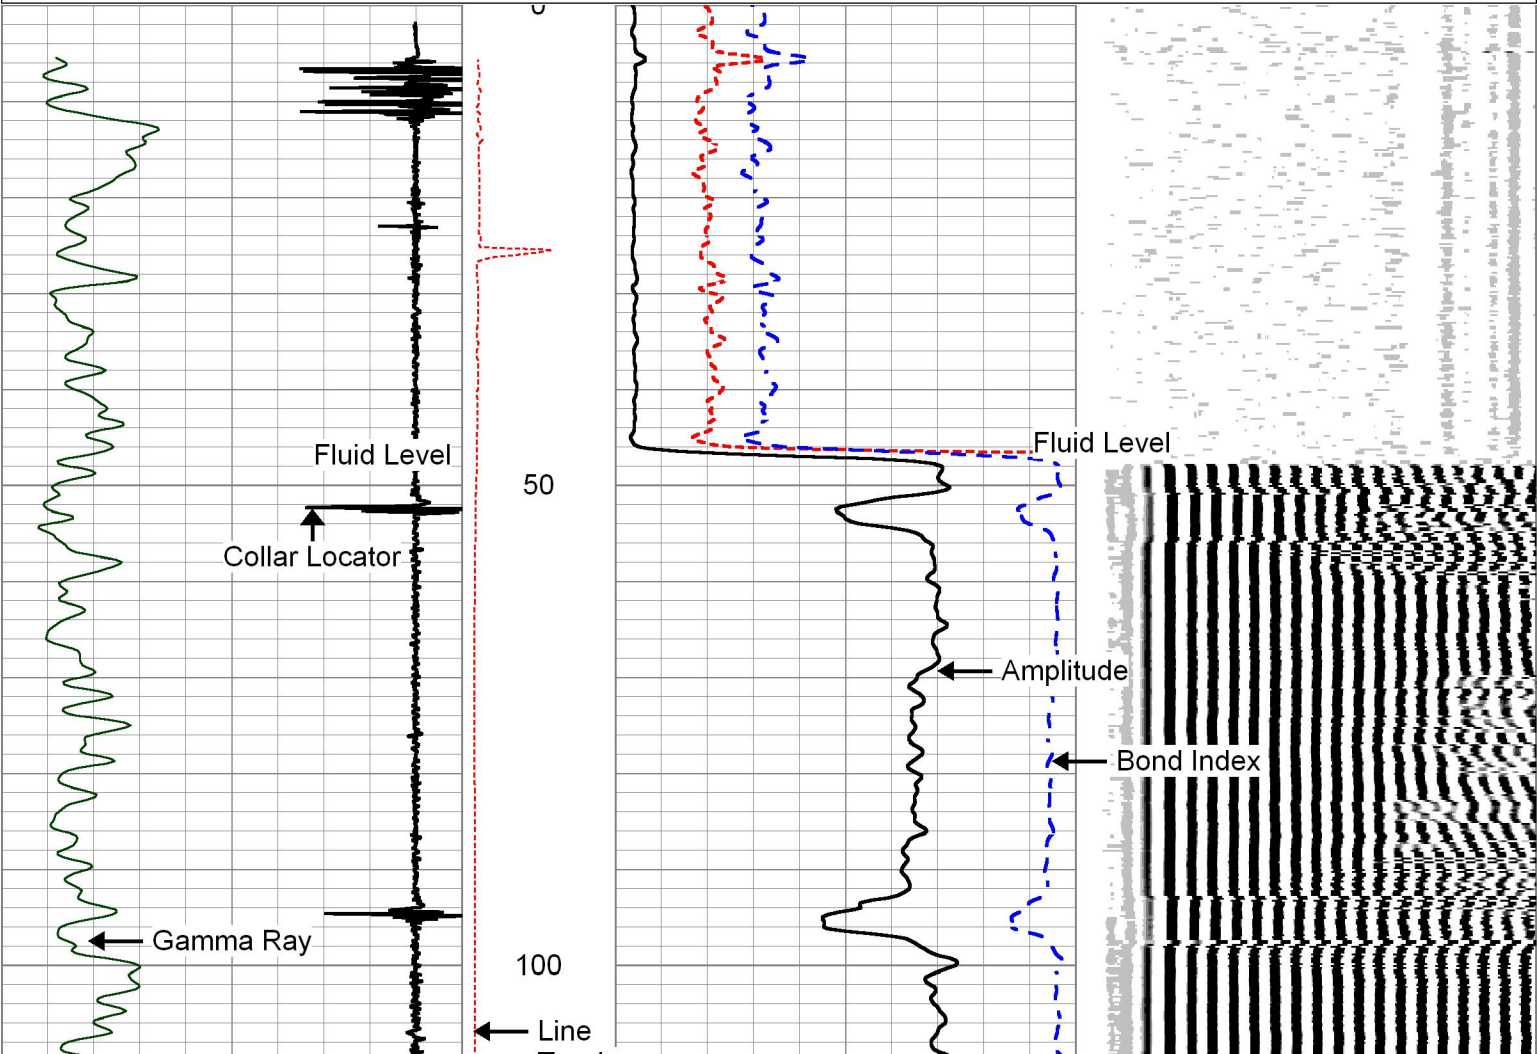 0
Fluid Level
Fluid Level
50
Collar Locator
Amplitude
Bond Index
Gamma Ray
100
Line